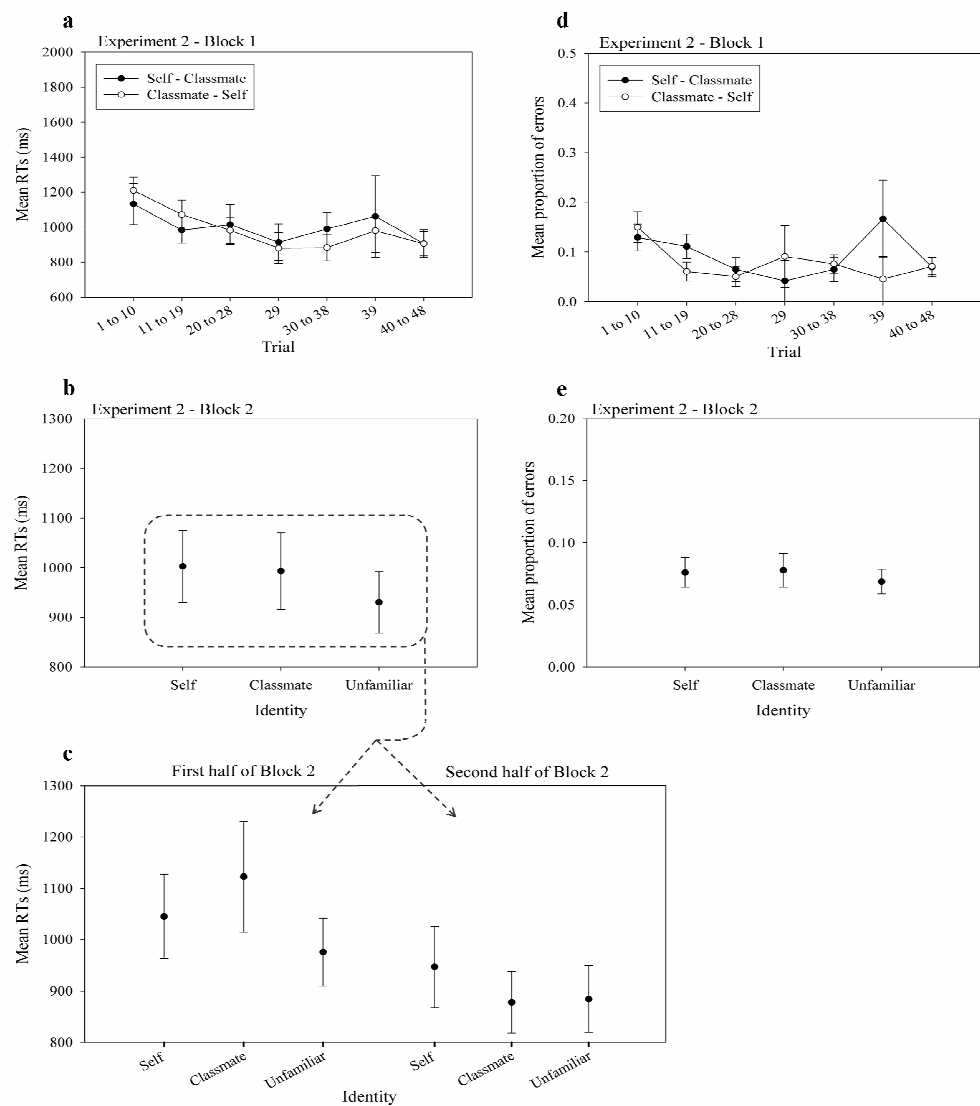 a
Experiment 2 - Block 1
2000
1800
1600
1400
1200
1000
800
600
Mean RTs (ms)
Self - Classmate
Classmate - Self
1 to 10
11 to 19
20 to 28
29
30 to 38
39
40 to 48
Trial
d
Experiment 2 - Block 1
0.5
0.4
0.3
0.2
0.1
0.0
Mean proportion of errors
Self - Classmate
Classmate - Self
1 to 10
11 to 19
20 to 28
29
30 to 38
39
40 to 48
Trial
b
Experiment 2 - Block 2
1300
1200
1100
1000
900
800
Mean RTs (ms)
Self
Classmate
Unfamiliar
Identity
e
Experiment 2 - Block 2
0.20
0.15
0.10
0.05
0.00
Mean proportion of errors
Self
Classmate
Unfamiliar
Identity
c
First half of Block 2
Second half of Block 2
1300
1200
1100
1000
900
800
Mean RTs (ms)
Self
Classmate
Unfamiliar
Self
Classmate
Unfamiliar
Identity